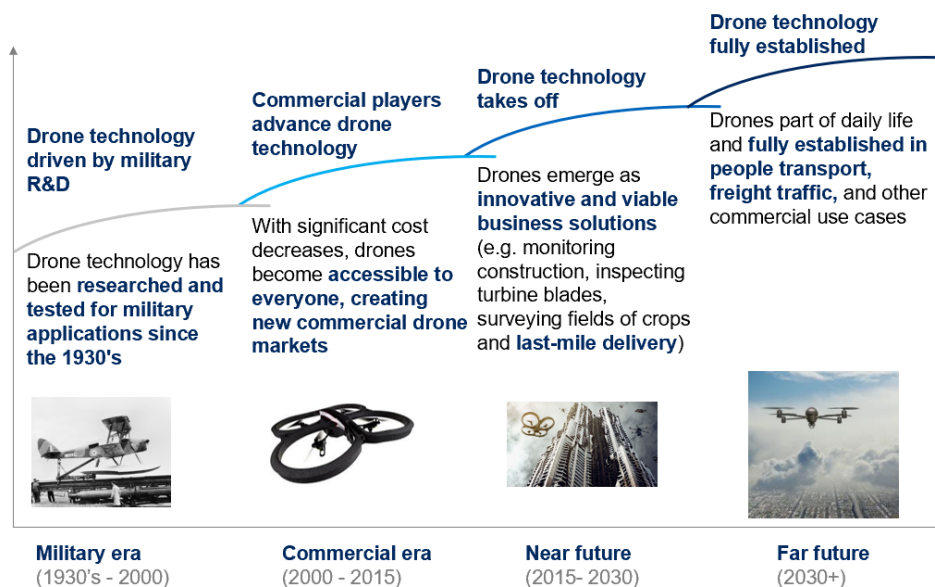 Drone technology
driven by military
R&D
Drone technology has
been researched and
tested for military
applications since
the 1930's
Commercial players
advance drone
technology
With significant cost
decreases, drones
become accessible to
everyone, creating
new commercial drone
markets
Drone technology
takes off
Drones emerge as
innovative and viable
business solutions
(e.g. monitoring
construction, inspecting
turbine blades,
surveying fields of crops
and last-mile delivery)
Drone technology
fully established
Drones part of daily life
and fully established in
people transport,
freight traffic, and other
commercial use cases
Military era
(1930's - 2000)
Commercial era
(2000 - 2015)
Near future
(2015- 2030)
Far future
(2030+)